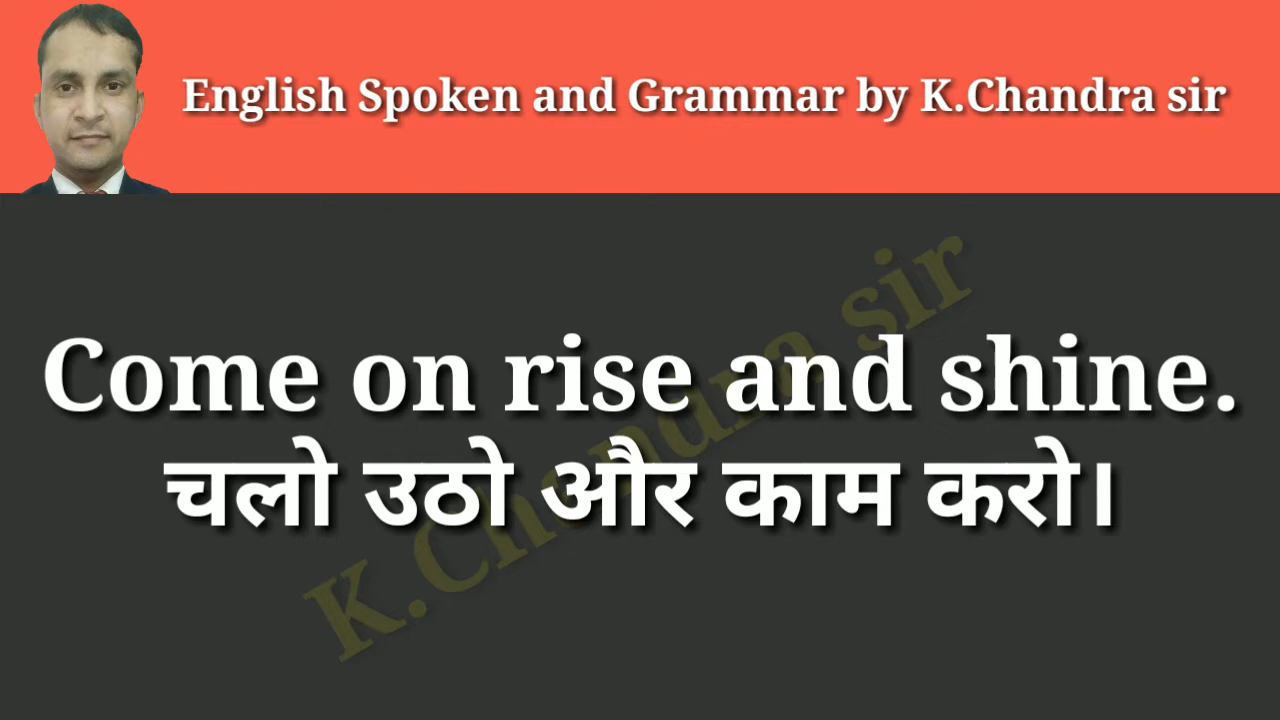 English Spoken and Grammar by K.Chandra sir
Come on rise and shine.
चलो उठो और काम करो।
K.Chandra sir